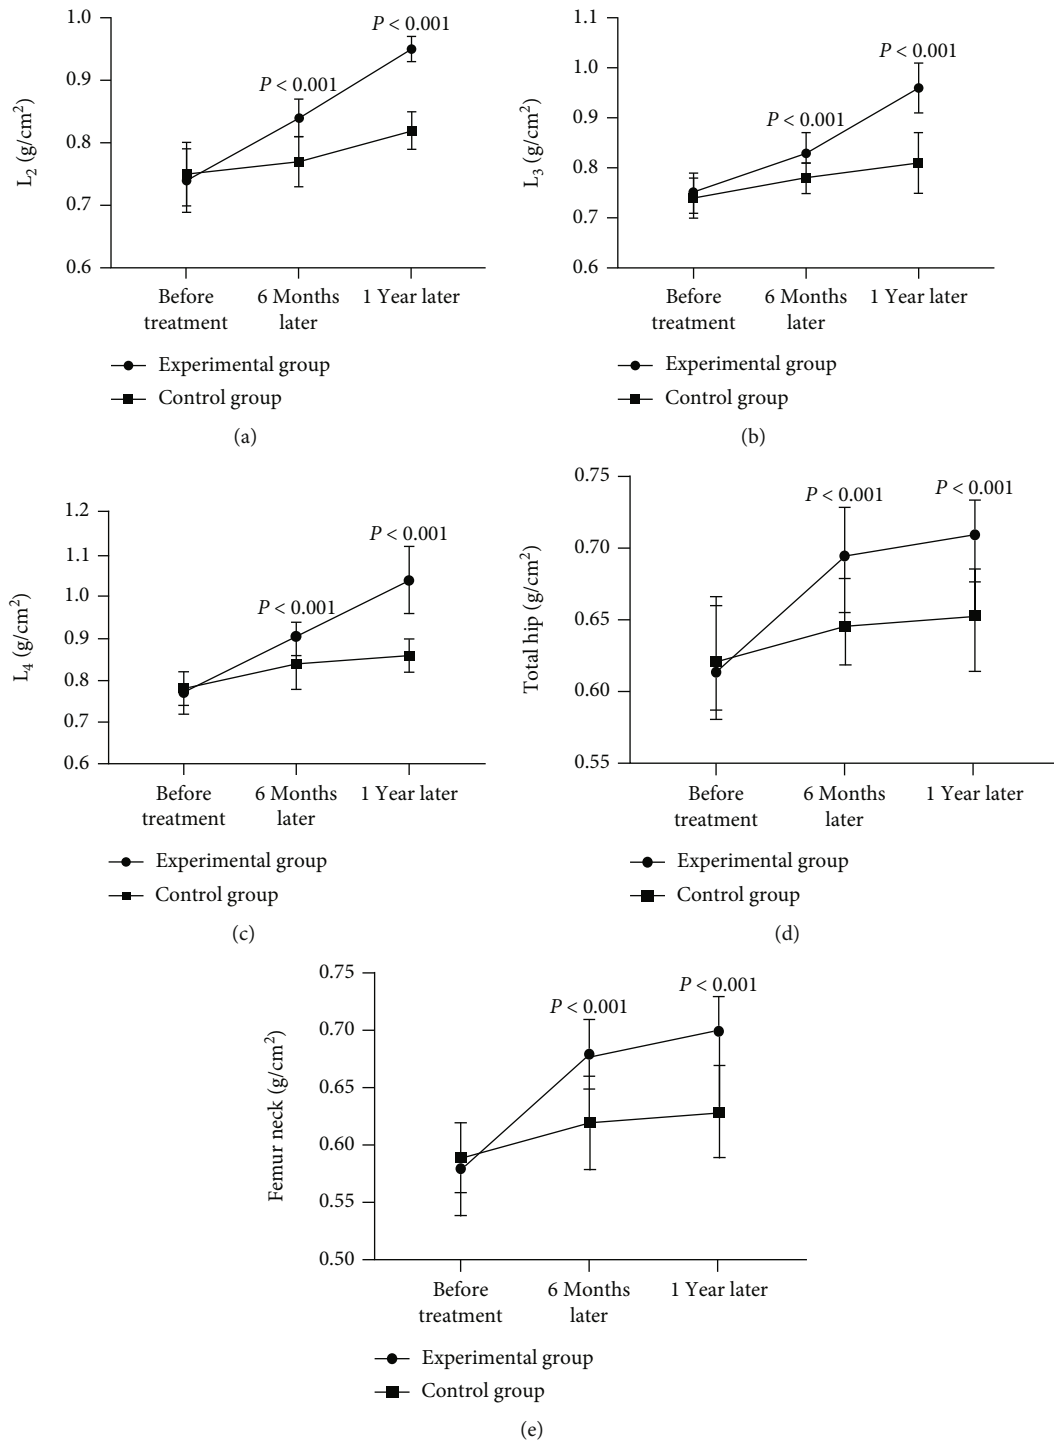 L2 (g/cm2)
1.0
0.9
0.8
0.7
0.6
P < 0.001
P < 0.001
Before treatment
6 Months later
1 Year later
Experimental group
Control group
(a)
L3 (g/cm2)
1.1
1.0
0.9
0.8
0.7
0.6
P < 0.001
P < 0.001
Before treatment
6 Months later
1 Year later
Experimental group
Control group
(b)
L4 (g/cm2)
1.2
1.1
1.0
0.9
0.8
0.7
0.6
P < 0.001
P < 0.001
Before treatment
6 Months later
1 Year later
Experimental group
Control group
(c)
Total hip (g/cm2)
0.75
0.70
0.65
0.60
0.55
P < 0.001
P < 0.001
Before treatment
6 Months later
1 Year later
Experimental group
Control group
(d)
Femur neck (g/cm2)
0.75
0.70
0.65
0.60
0.55
0.50
P < 0.001
P < 0.001
Before treatment
6 Months later
1 Year later
Experimental group
Control group
(e)